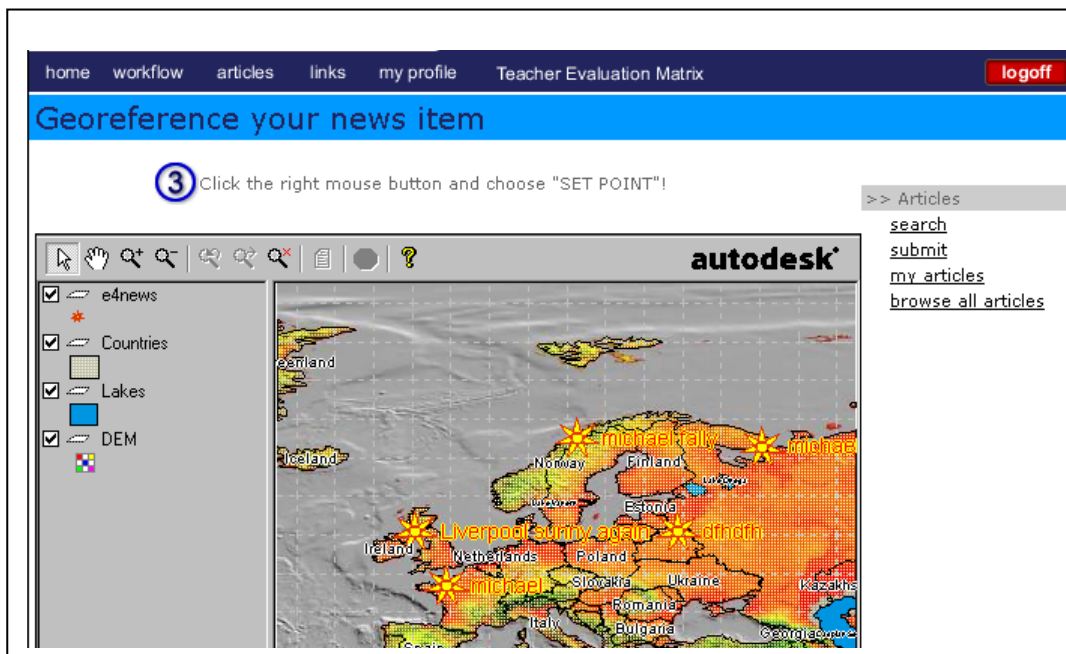 home workflow articles links my profile Teacher Evaluation Matrix logoff
Georeference your news item
3 Click the right mouse button and choose "SET POINT"!
>> Articles
search
submit
my articles
browse all articles
autodesk
e4news
Countries
Lakes
DEM
eenland
michael rally
michael
Iceland
Norway
Finland
Estonia
Liverpool sunny again
dfhdfh
Ireland
Netherlands
Poland
michael
Slovakia
Ukraine
Kazakhs
Romania
Italy
Bulgaria
Georgia
Spain